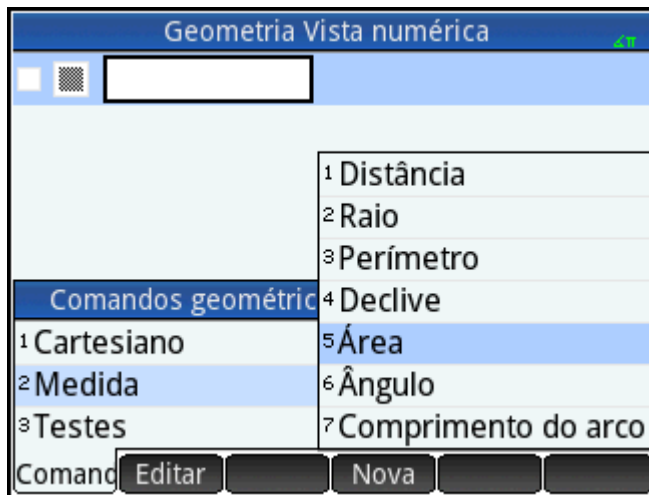 Geometria Vista numérica
∡π
1 Distância
2 Raio
3 Perímetro
4 Declive
5 Área
6 Ângulo
7 Comprimento do arco
Comandos geométric
1 Cartesiano
2 Medida
3 Testes
Comand
Editar
Nova